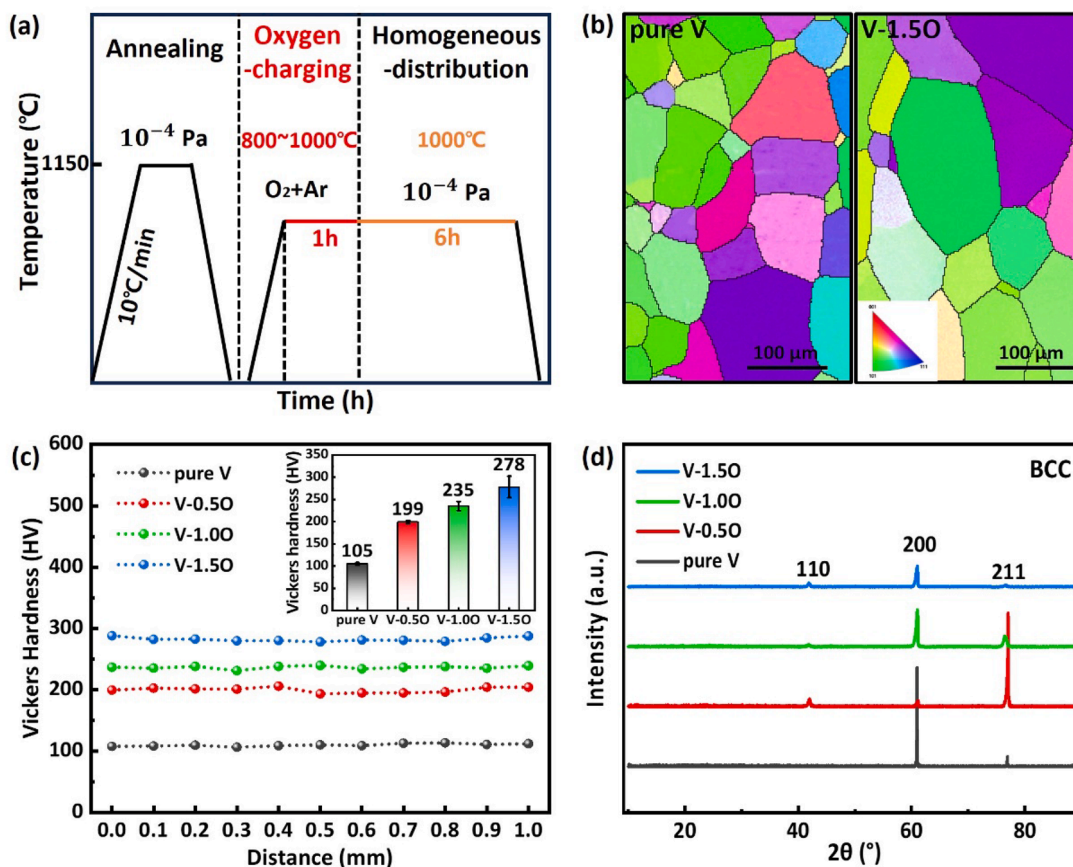 (a)
Annealing
Oxygen
-charging
Homogeneous
-distribution
10⁻⁴ Pa
800~1000℃
1000℃
1150
O₂+Ar
10⁻⁴ Pa
1h
6h
10℃/min
Temperature (℃)
Time (h)
(b)
pure V
V-1.5O
001
101
111
100 μm
100 μm
(c)
600
500
400
300
200
100
0
Vickers Hardness (HV)
pure V
V-0.5O
V-1.0O
V-1.5O
350
300
250
200
150
100
50
0
Vickers hardness (HV)
105
199
235
278
pure V
V-0.5O
V-1.0O
V-1.5O
0.0 0.1 0.2 0.3 0.4 0.5 0.6 0.7 0.8 0.9 1.0
Distance (mm)
(d)
BCC
V-1.5O
V-1.0O
V-0.5O
pure V
110
200
211
Intensity (a.u.)
20 40 60 80
2θ (°)